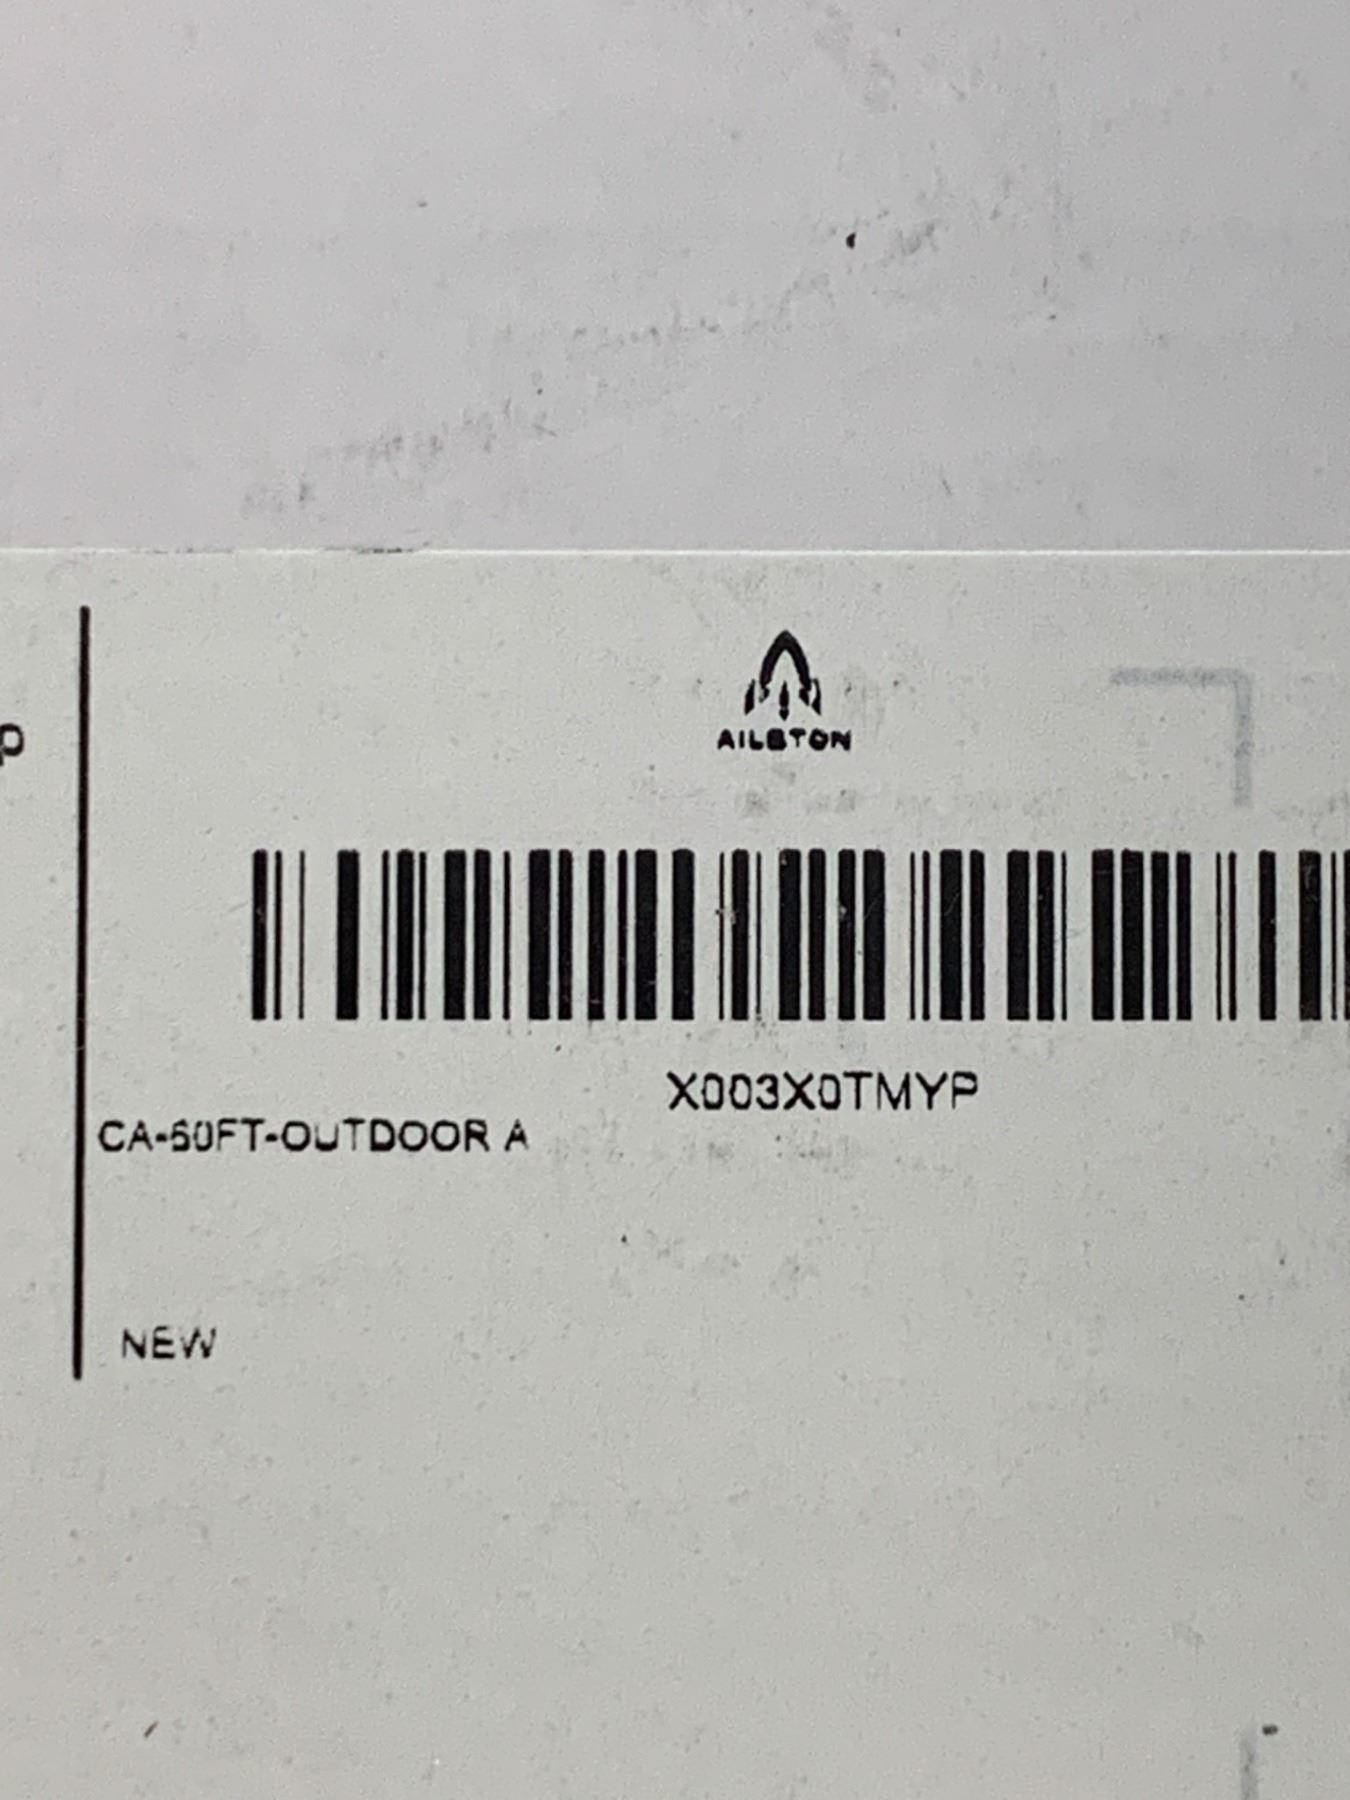 AILSTON
X003X0TMYP
CA-50FT-OUTDOOR A
NEW